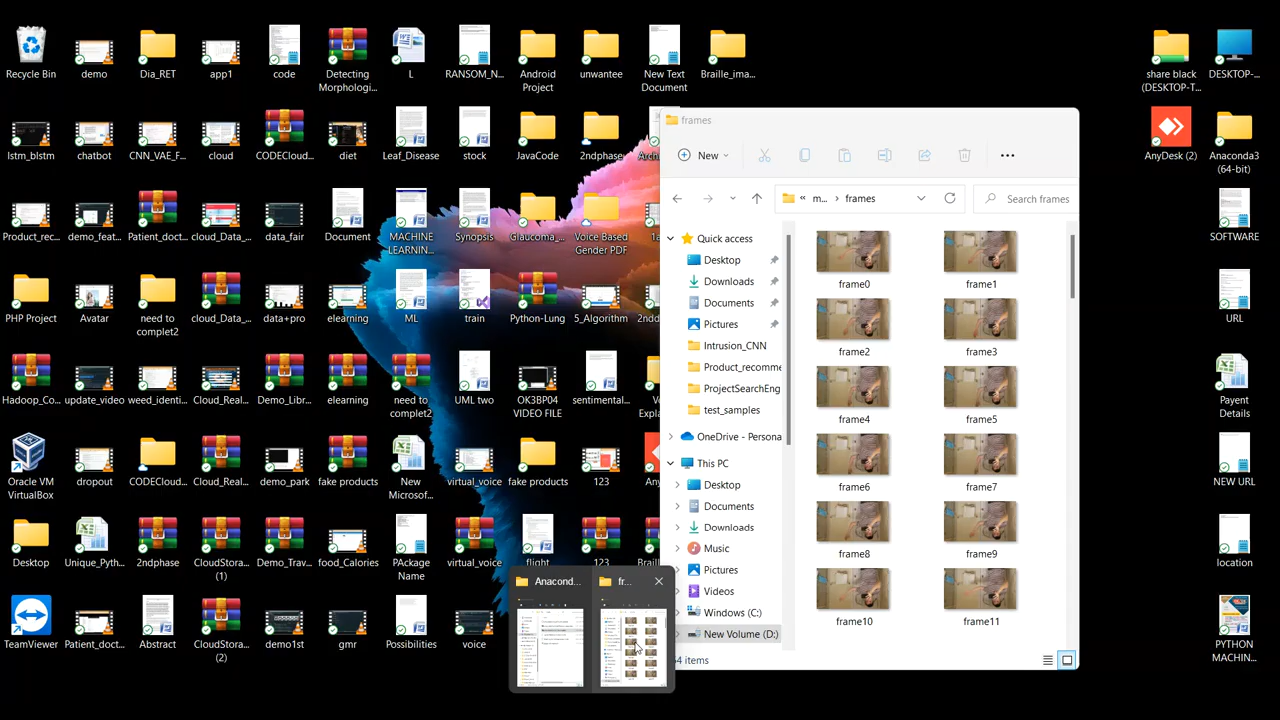 Recycle Bin
demo
Dia_RET
app1
code
Detecting
Morphologi...
L
RANSOM_N...
Android
Project
unwantee
New Text
Document
Braille_ima...
share black
(DESKTOP-T...
DESKTOP-...
lstm_blstm
chatbot
CNN_VAE_F...
cloud
CODECloud...
diet
Leaf_Disease
stock
JavaCode
2ndphase
AnyDesk (2)
Anaconda3
(64-bit)
Product_rec...
demo_feat...
Patient_doct...
cloud_Data_...
data_fair
Document
MACHINE
LEARNIN...
Synopsis
Glaucoma_...
Voice Based
Gender PDF
SOFTWARE
PHP Project
Avatar
need to
complet2
cloud_Data_...
data+pro
elearning
ML
train
Python-Lung
5_Algorithm
URL
Hadoop_Co...
update_video
weed_identi...
Cloud_Real...
Demo_Libr...
elearning
need to
complet2
UML two
OK3BP04
VIDEO FILE
sentimental...
Payent
Details
Oracle VM
VirtualBox
dropout
CODECloud...
Cloud_Real...
demo_park
fake products
New
Microsof...
virtual_voice
fake products
123
NEW URL
Desktop
Unique_Pyth...
2ndphase
CloudStora...
(1)
Demo_Trav...
food_Calories
PAckage
Name
virtual_voice
flight
123
location
TeamViewer
Patient_doct...
Abstract
CloudStora...
(2)
demo1st
qmr
Possibilities
voice
PYTHON
MACHIN...
frames
New
m...
frames
Search frames
Quick access
Desktop
Downloads
Documents
Pictures
Intrusion_CNN
Product_recomme
ProjectSearchEng
test_samples
OneDrive - Persona
This PC
Desktop
Documents
Downloads
Music
Pictures
Videos
Windows (C:)
frame0
frame1
frame2
frame3
frame4
frame5
frame6
frame7
frame8
frame9
frame10
frame11
64 items
Anacond...
fr...